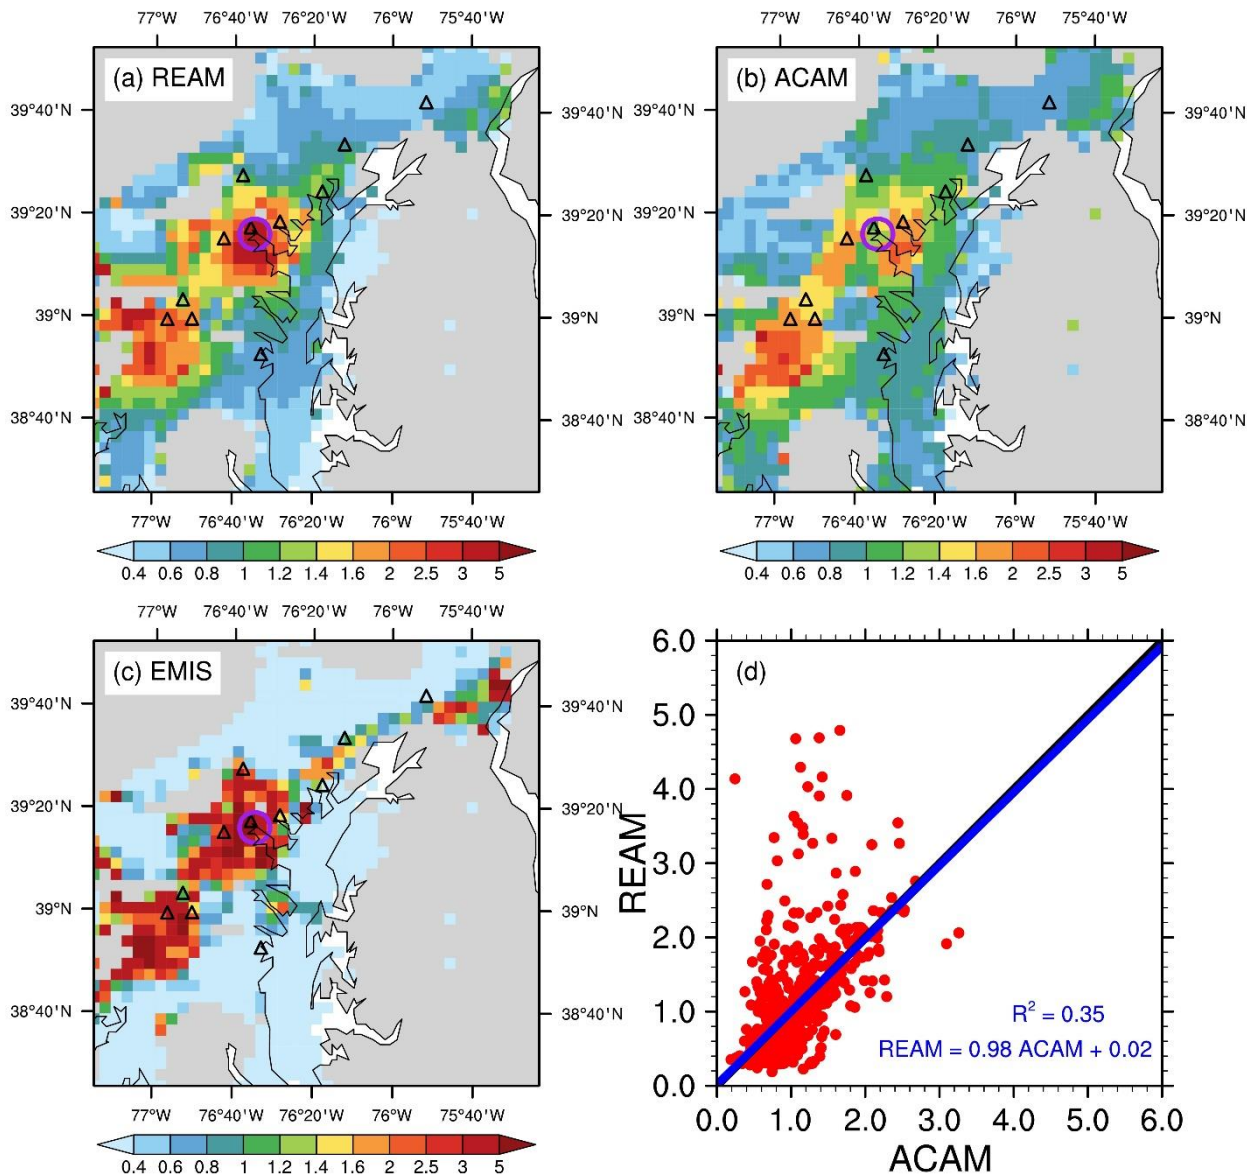 77°W 76°40'W 76°20'W 76°W 75°40'W
77°W 76°40'W 76°20'W 76°W 75°40'W
(a) REAM
(b) ACAM
39°40'N 39°40'N 39°40'N 39°40'N
39°20'N 39°20'N 39°20'N 39°20'N
39°N 39°N 39°N 39°N
38°40'N 38°40'N 38°40'N 38°40'N
77°W 76°40'W 76°20'W 76°W 75°40'W
77°W 76°40'W 76°20'W 76°W 75°40'W
0.4 0.6 0.8 1 1.2 1.4 1.6 2 2.5 3 5
0.4 0.6 0.8 1 1.2 1.4 1.6 2 2.5 3 5
77°W 76°40'W 76°20'W 76°W 75°40'W
(c) EMIS
39°40'N 39°40'N
39°20'N 39°20'N
39°N 39°N
38°40'N 38°40'N
77°W 76°40'W 76°20'W 76°W 75°40'W
0.4 0.6 0.8 1 1.2 1.4 1.6 2 2.5 3 5
(d)
6.0
5.0
4.0
3.0
2.0
1.0
0.0
REAM
R² = 0.35
REAM = 0.98 ACAM + 0.02
0.0 1.0 2.0 3.0 4.0 5.0 6.0
ACAM